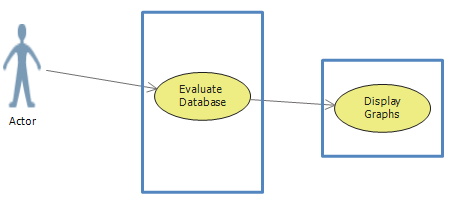 Evaluate
Database
Display
Graphs
Actor